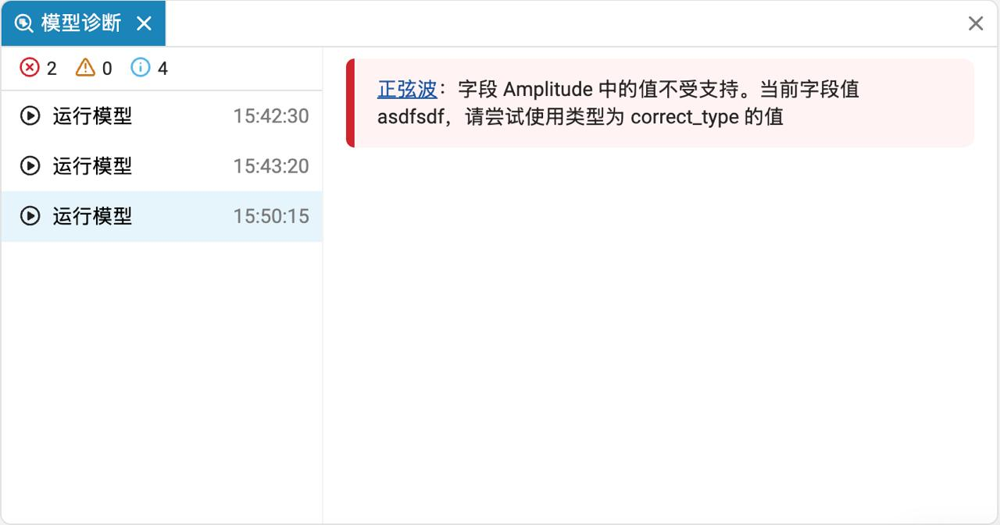 模型诊断
2 0 4
运行模型 15:42:30
运行模型 15:43:20
运行模型 15:50:15
正弦波：字段 Amplitude 中的值不受支持。当前字段值
asdfsdf，请尝试使用类型为 correct_type 的值